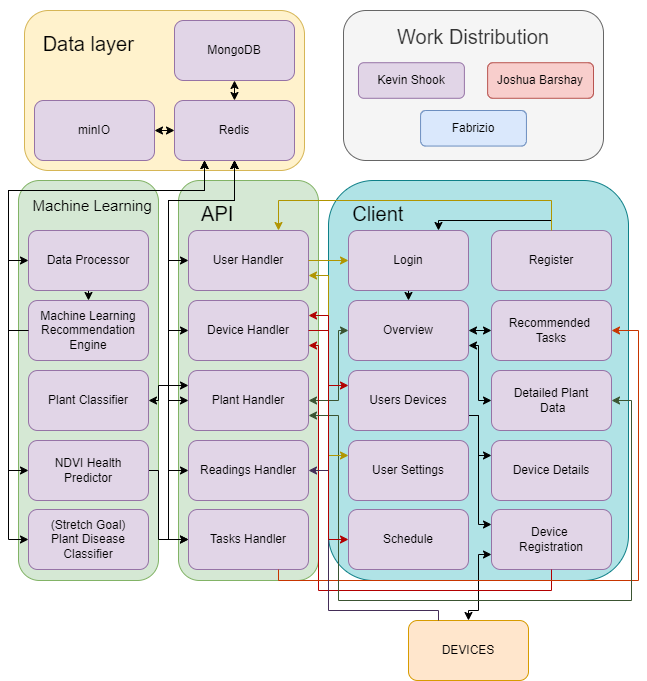 Data layer
MongoDB
minIO
Redis
Work Distribution
Kevin Shook
Joshua Barshay
Fabrizio
Machine Learning
Data Processor
Machine Learning
Recommendation
Engine
Plant Classifier
NDVI Health
Predictor
(Stretch Goal)
Plant Disease
Classifier
API
User Handler
Device Handler
Plant Handler
Readings Handler
Tasks Handler
Client
Login
Register
Overview
Recommended
Tasks
Users Devices
Detailed Plant
Data
User Settings
Device Details
Schedule
Device
Registration
DEVICES